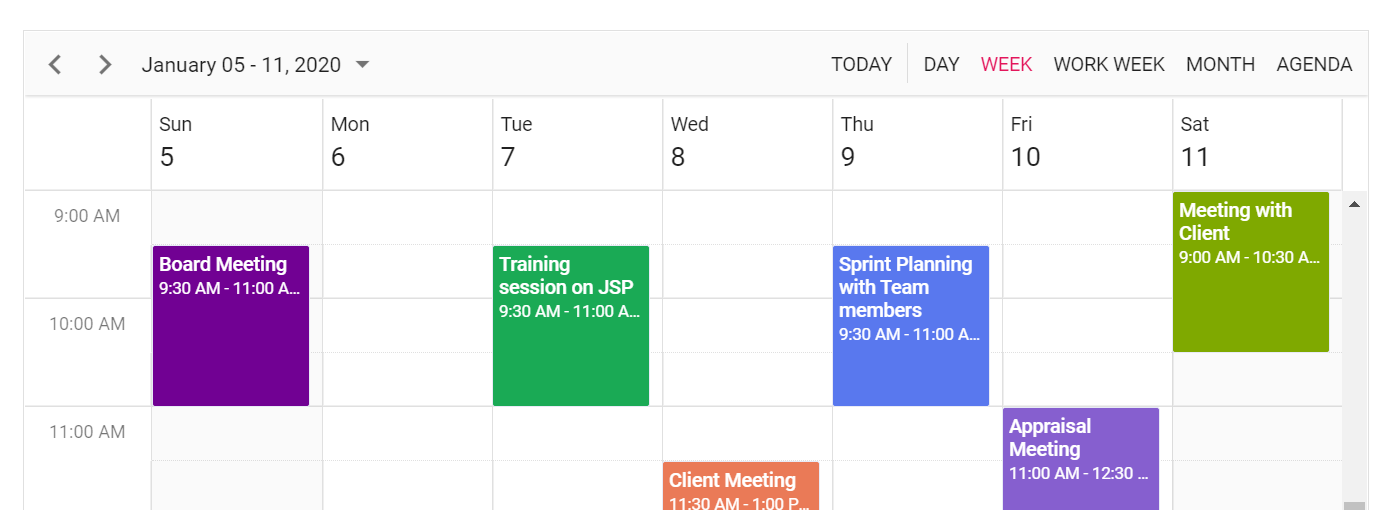 January 05 - 11, 2020
TODAY
DAY
WEEK
WORK WEEK
MONTH
AGENDA
Sun
5
Mon
6
Tue
7
Wed
8
Thu
9
Fri
10
Sat
11
9:00 AM
10:00 AM
11:00 AM
Board Meeting
9:30 AM - 11:00 A...
Training
session on JSP
9:30 AM - 11:00 A...
Client Meeting
11:30 AM - 1:00 P...
Sprint Planning
with Team
members
9:30 AM - 11:00 A...
Appraisal
Meeting
11:00 AM - 12:30 ...
Meeting with
Client
9:00 AM - 10:30 A...